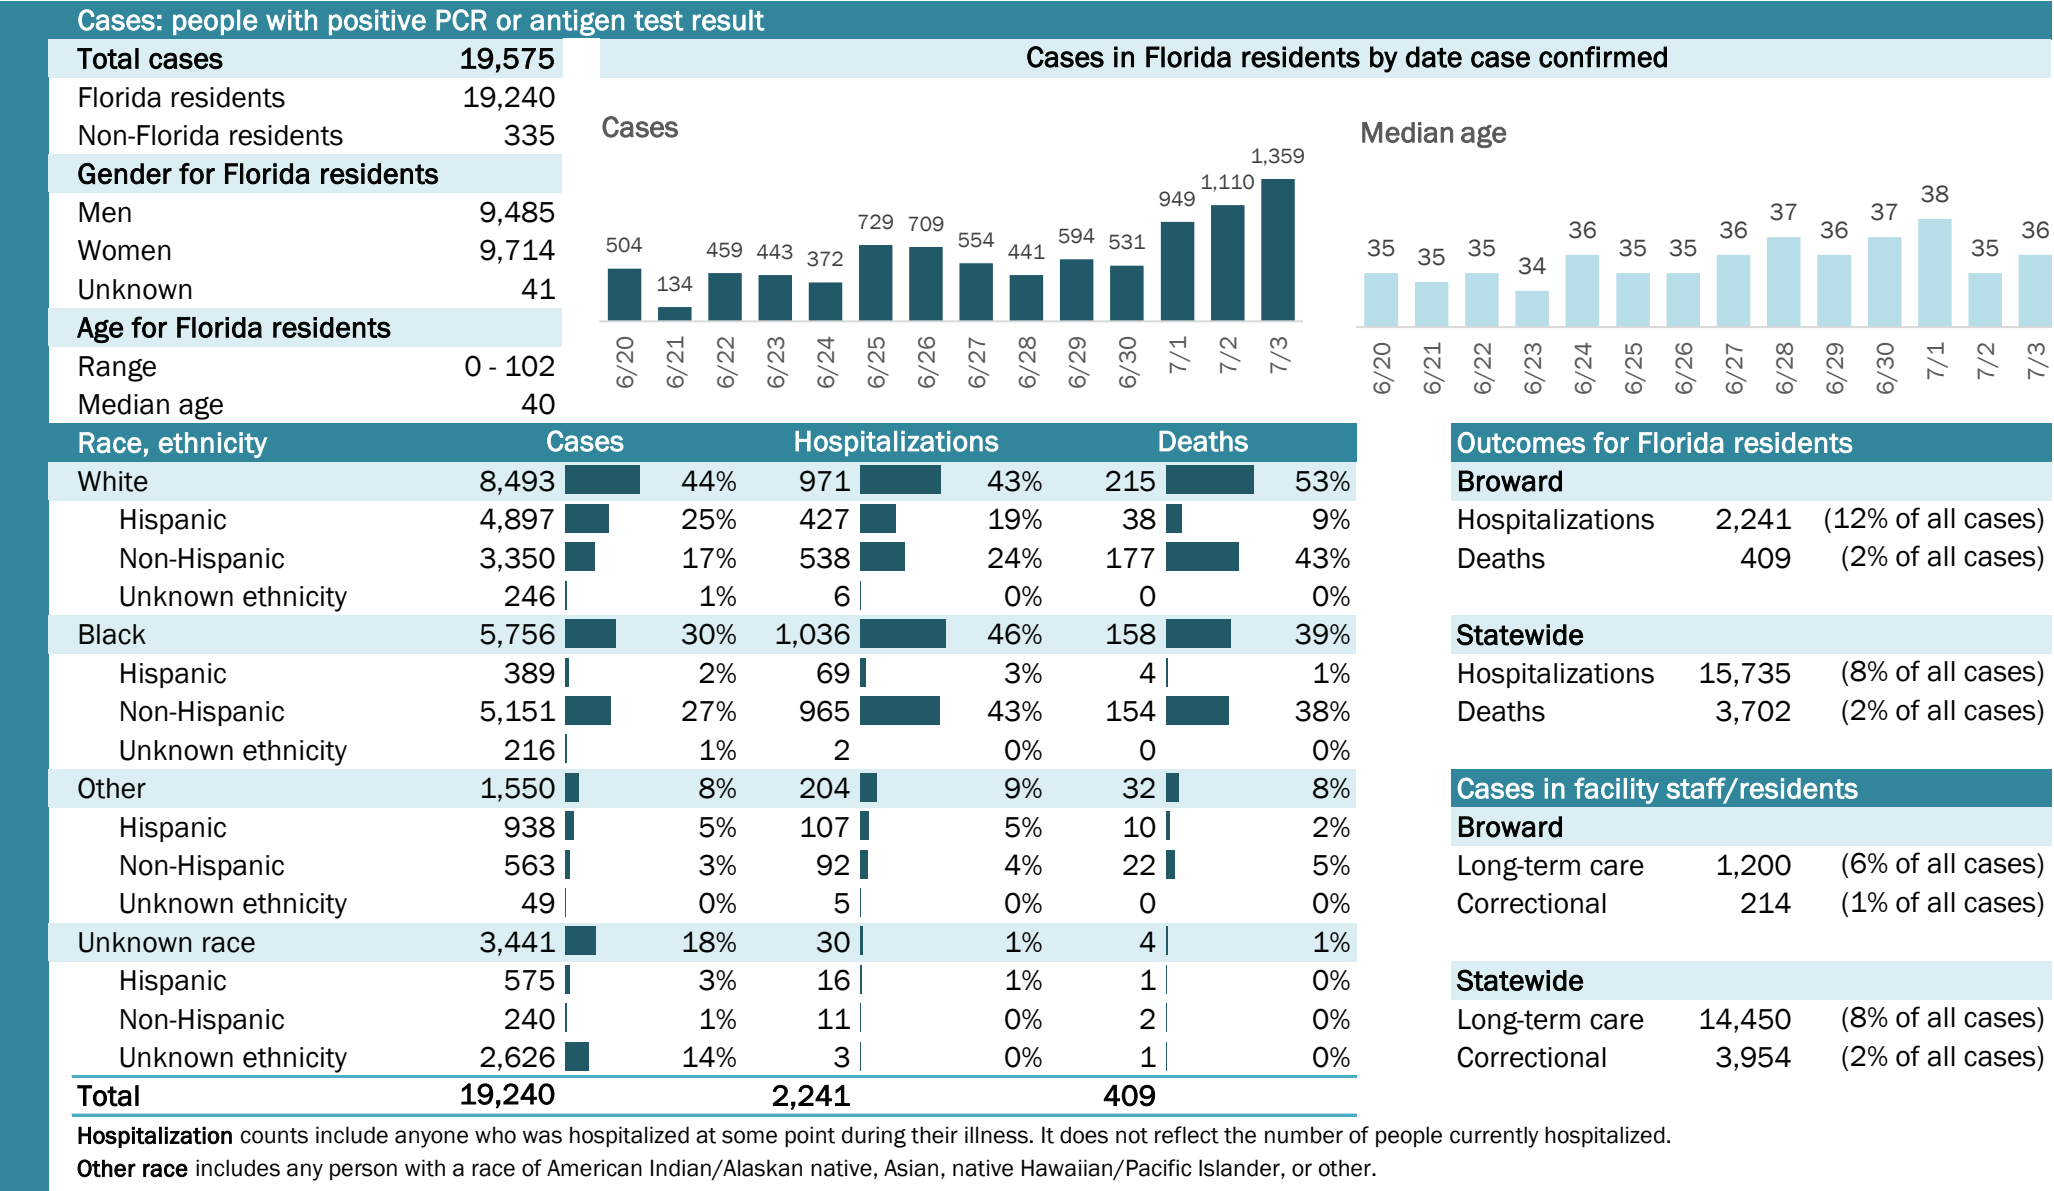 Cases: people with positive PCR or antigen test result
Total cases 19,575
Florida residents 19,240
Non-Florida residents 335
Gender for Florida residents
Men 9,485
Women 9,714
Unknown 41
Age for Florida residents
Range 0 - 102
Median age 40
Cases in Florida residents by date case confirmed
Cases
504 134 459 443 372 729 709 554 441 594 531 949 1,110 1,359
6/20 6/21 6/22 6/23 6/24 6/25 6/26 6/27 6/28 6/29 6/30 7/1 7/2 7/3
Median age
35 35 35 34 36 35 35 36 37 36 37 38 35 36
6/20 6/21 6/22 6/23 6/24 6/25 6/26 6/27 6/28 6/29 6/30 7/1 7/2 7/3
Race, ethnicity Cases Hospitalizations Deaths
White 8,493 44% 971 43% 215 53%
Hispanic 4,897 25% 427 19% 38 9%
Non-Hispanic 3,350 17% 538 24% 177 43%
Unknown ethnicity 246 1% 6 0% 0 0%
Black 5,756 30% 1,036 46% 158 39%
Hispanic 389 2% 69 3% 4 1%
Non-Hispanic 5,151 27% 965 43% 154 38%
Unknown ethnicity 216 1% 2 0% 0 0%
Other 1,550 8% 204 9% 32 8%
Hispanic 938 5% 107 5% 10 2%
Non-Hispanic 563 3% 92 4% 22 5%
Unknown ethnicity 49 0% 5 0% 0 0%
Unknown race 3,441 18% 30 1% 4 1%
Hispanic 575 3% 16 1% 1 0%
Non-Hispanic 240 1% 11 0% 2 0%
Unknown ethnicity 2,626 14% 3 0% 1 0%
Total 19,240 2,241 409
Outcomes for Florida residents
Broward
Hospitalizations 2,241 (12% of all cases)
Deaths 409 (2% of all cases)
Statewide
Hospitalizations 15,735 (8% of all cases)
Deaths 3,702 (2% of all cases)
Cases in facility staff/residents
Broward
Long-term care 1,200 (6% of all cases)
Correctional 214 (1% of all cases)
Statewide
Long-term care 14,450 (8% of all cases)
Correctional 3,954 (2% of all cases)
Hospitalization counts include anyone who was hospitalized at some point during their illness. It does not reflect the number of people currently hospitalized.
Other race includes any person with a race of American Indian/Alaskan native, Asian, native Hawaiian/Pacific Islander, or other.